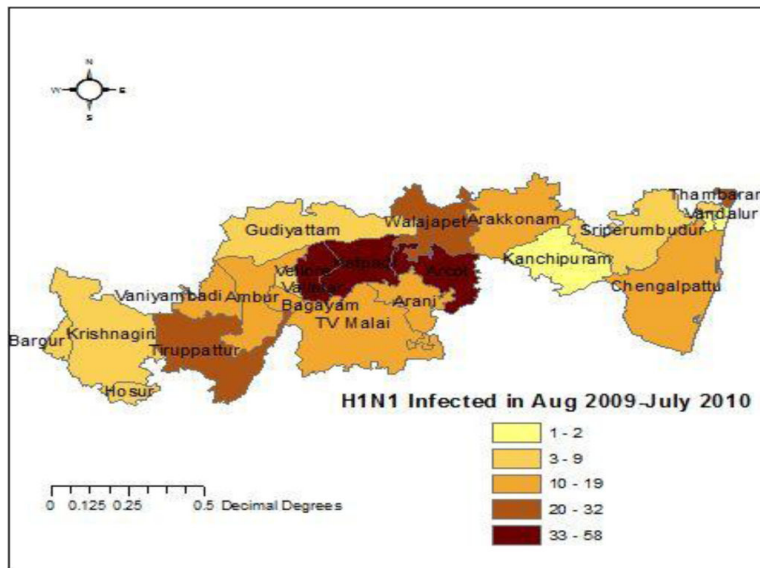 N
W E
S
Thambaram
Vandalur
Walajapet
Arakkonam
Gudiyattam
Sriperumbudur
Kanchipuram
Vellore
Katpadi
Arcot
Chengalpattu
Vaniyambadi
Ambur
Bagayam
Arani
TV Malai
Krishnagiri
Bargur
Tiruppattur
Hosur
H1N1 Infected in Aug 2009-July 2010
1 - 2
3 - 9
10 - 19
20 - 32
33 - 58
0 0.125 0.25 0.5 Decimal Degrees